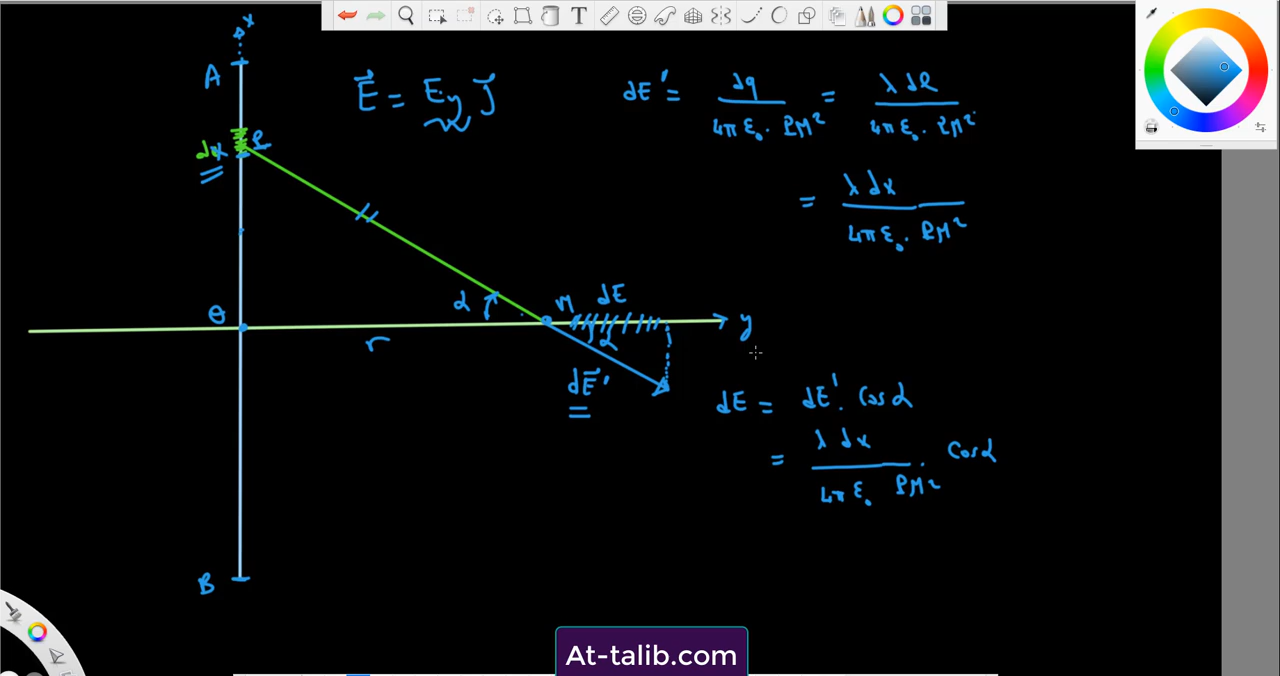 x
A
E⃗ = Ey J⃗
dE' = dq / 4πε₀ · PM² = λ dl / 4πε₀ · PM²
dx P
= λ dx / 4πε₀ · PM²
α M dE
O r α y
dE⃗'
dE = dE' · Cos α
= λ dx / 4πε₀ PM² · Cos α
B
At-talib.com
T